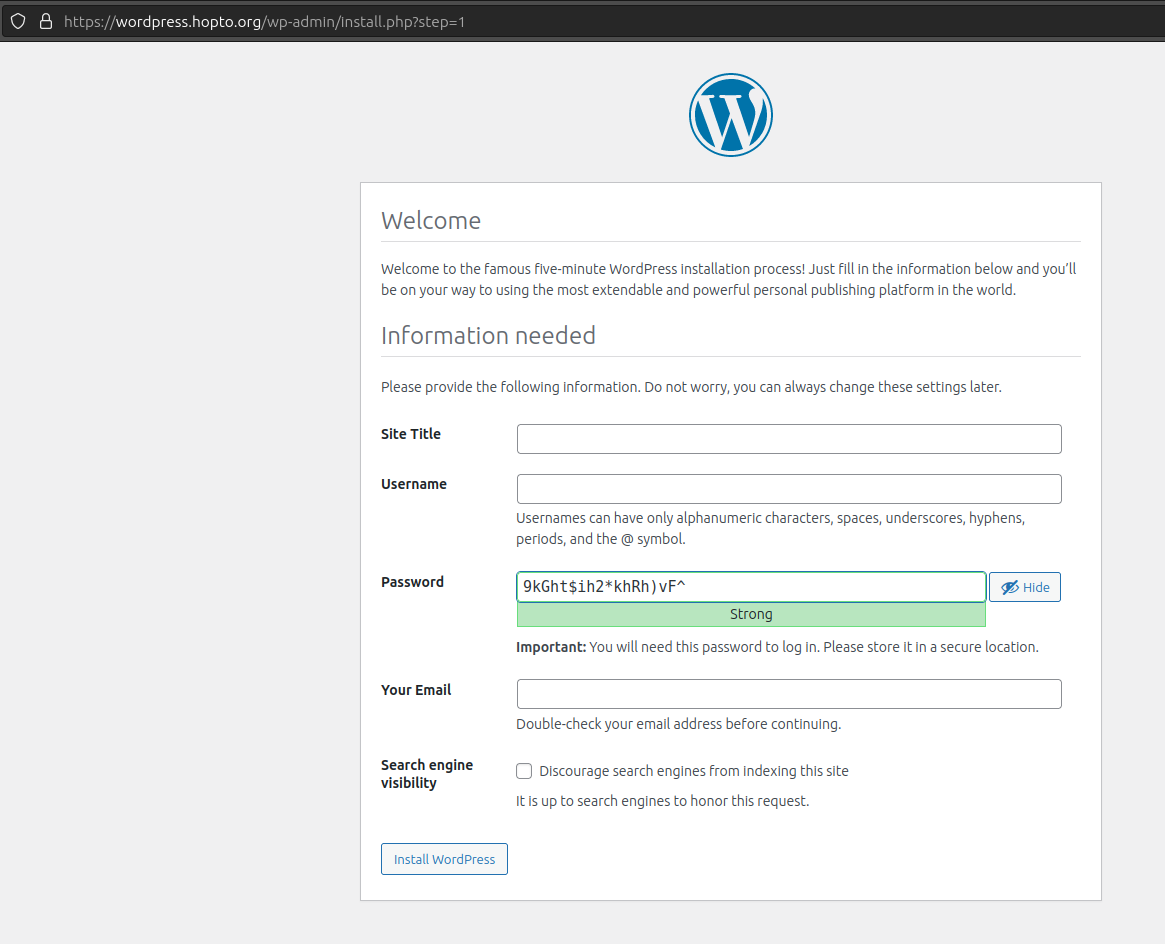 https://wordpress.hopto.org/wp-admin/install.php?step=1
Welcome
Welcome to the famous five-minute WordPress installation process! Just fill in the information below and you’ll
be on your way to using the most extendable and powerful personal publishing platform in the world.
Information needed
Please provide the following information. Do not worry, you can always change these settings later.
Site Title
Username
Usernames can have only alphanumeric characters, spaces, underscores, hyphens,
periods, and the @ symbol.
Password
9kGht$ih2*khRh)vF^
Hide
Strong
Important: You will need this password to log in. Please store it in a secure location.
Your Email
Double-check your email address before continuing.
Search engine
visibility
Discourage search engines from indexing this site
It is up to search engines to honor this request.
Install WordPress